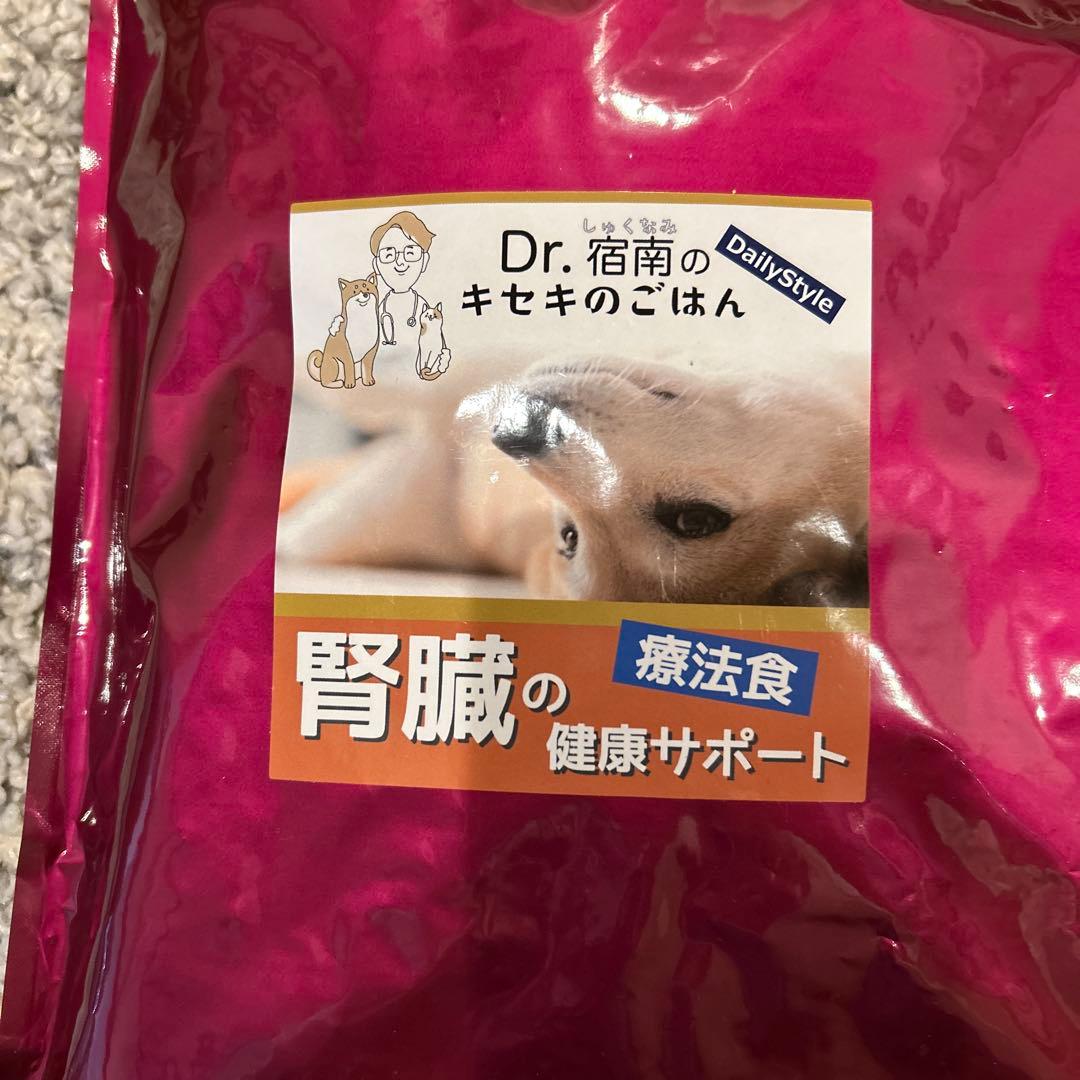 しゅくなみ
Dr. 宿南の
DailyStyle
キセキのごはん
療法食
腎臓の
健康サポート